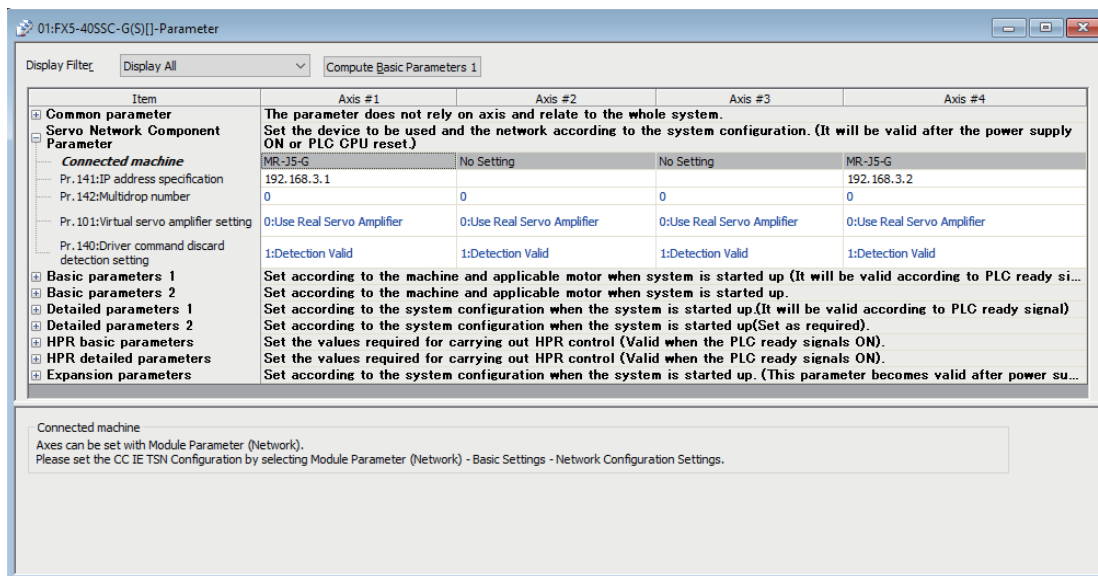 01:FX5-40SSC-G(S)[]-Parameter
Display Filter Display All Compute Basic Parameters 1
Item Axis #1 Axis #2 Axis #3 Axis #4
Common parameter The parameter does not rely on axis and relate to the whole system.
Servo Network Component Parameter Set the device to be used and the network according to the system configuration. (It will be valid after the power supply ON or PLC CPU reset.)
Connected machine MR-J5-G No Setting No Setting MR-J5-G
Pr.141:IP address specification 192.168.3.1 192.168.3.2
Pr.142:Multidrop number 0 0 0 0
Pr.101:Virtual servo amplifier setting 0:Use Real Servo Amplifier 0:Use Real Servo Amplifier 0:Use Real Servo Amplifier 0:Use Real Servo Amplifier
Pr.140:Driver command discard detection setting 1:Detection Valid 1:Detection Valid 1:Detection Valid 1:Detection Valid
Basic parameters 1 Set according to the machine and applicable motor when system is started up (It will be valid according to PLC ready si...
Basic parameters 2 Set according to the machine and applicable motor when system is started up.
Detailed parameters 1 Set according to the system configuration when the system is started up.(It will be valid according to PLC ready signal)
Detailed parameters 2 Set according to the system configuration when the system is started up(Set as required).
HPR basic parameters Set the values required for carrying out HPR control (Valid when the PLC ready signals ON).
HPR detailed parameters Set the values required for carrying out HPR control (Valid when the PLC ready signals ON).
Expansion parameters Set according to the system configuration when the system is started up. (This parameter becomes valid after power su...
Connected machine
Axes can be set with Module Parameter (Network).
Please set the CC IE TSN Configuration by selecting Module Parameter (Network) - Basic Settings - Network Configuration Settings.